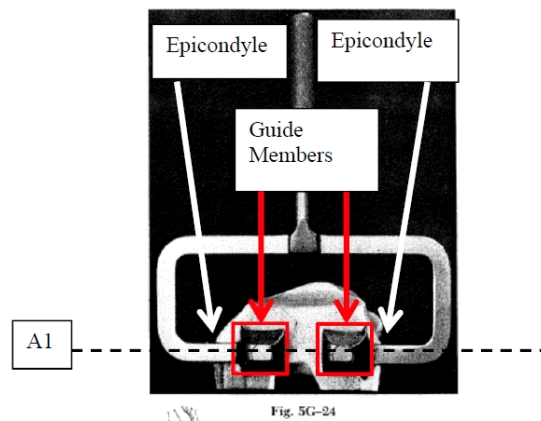 Epicondyle
Epicondyle
Guide
Members
A1
Fig. 5G-24